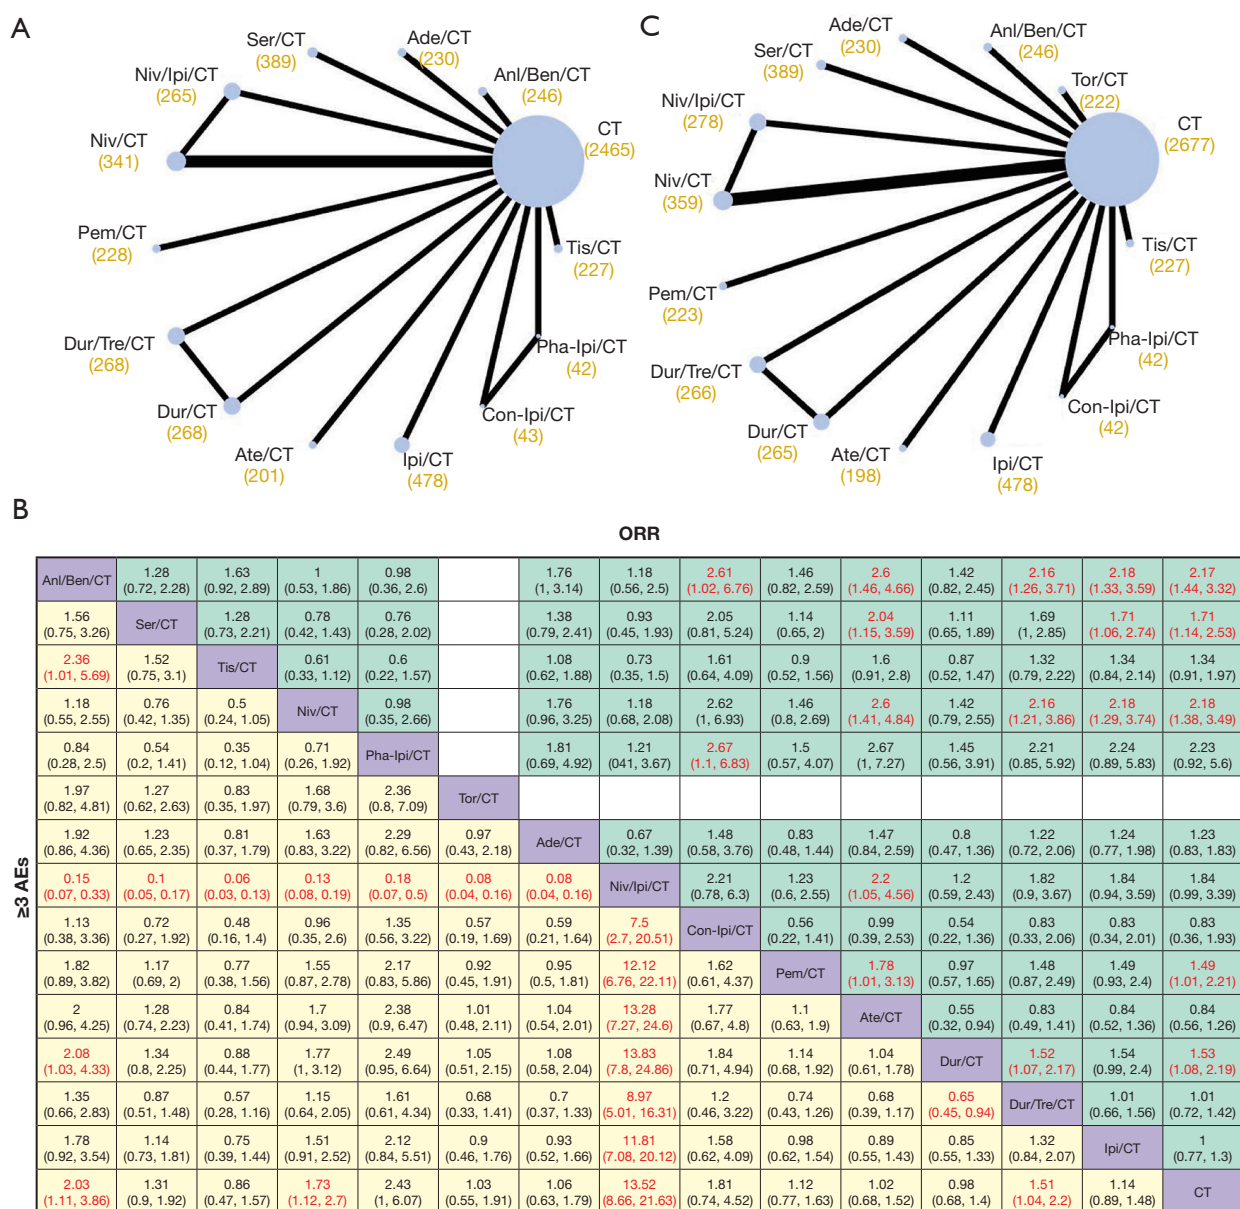 A
Ser/CT
(389)
Ade/CT
(230)
Niv/Ipi/CT
(265)
Anl/Ben/CT
(246)
CT
(2465)
Niv/CT
(341)
Pem/CT
(228)
Tis/CT
(227)
Dur/Tre/CT
(268)
Pha-Ipi/CT
(42)
Dur/CT
(268)
Con-Ipi/CT
(43)
Ate/CT
(201)
Ipi/CT
(478)
C
Ade/CT
(230)
Anl/Ben/CT
(246)
Ser/CT
(389)
Tor/CT
(222)
Niv/Ipi/CT
(278)
CT
(2677)
Niv/CT
(359)
Tis/CT
(227)
Pem/CT
(223)
Pha-Ipi/CT
(42)
Dur/Tre/CT
(266)
Con-Ipi/CT
(42)
Dur/CT
(265)
Ate/CT
(198)
Ipi/CT
(478)
B
ORR
≥3 AEs
Anl/Ben/CT 1.28 1.63 1 0.98 1.76 1.18 2.61 1.46 2.6 1.42 2.16 2.18 2.17
(0.72, 2.28) (0.92, 2.89) (0.53, 1.86) (0.36, 2.6) (1, 3.14) (0.56, 2.5) (1.02, 6.76) (0.82, 2.59) (1.46, 4.66) (0.82, 2.45) (1.26, 3.71) (1.33, 3.59) (1.44, 3.32)
1.56 Ser/CT 1.28 0.78 0.76 1.38 0.93 2.05 1.14 2.04 1.11 1.69 1.71 1.71
(0.75, 3.26) (0.73, 2.21) (0.42, 1.43) (0.28, 2.02) (0.79, 2.41) (0.45, 1.93) (0.81, 5.24) (0.65, 2) (1.15, 3.59) (0.65, 1.89) (1, 2.85) (1.06, 2.74) (1.14, 2.53)
2.36 1.52 Tis/CT 0.61 0.6 1.08 0.73 1.61 0.9 1.6 0.87 1.32 1.34 1.34
(1.01, 5.69) (0.75, 3.1) (0.33, 1.12) (0.22, 1.57) (0.62, 1.88) (0.35, 1.5) (0.64, 4.09) (0.52, 1.56) (0.91, 2.8) (0.52, 1.47) (0.79, 2.22) (0.84, 2.14) (0.91, 1.97)
1.18 0.76 0.5 Niv/CT 0.98 1.76 1.18 2.62 1.46 2.6 1.42 2.16 2.18 2.18
(0.55, 2.55) (0.42, 1.35) (0.24, 1.05) (0.35, 2.66) (0.96, 3.25) (0.68, 2.08) (1, 6.93) (0.8, 2.69) (1.41, 4.84) (0.79, 2.55) (1.21, 3.86) (1.29, 3.74) (1.38, 3.49)
0.84 0.54 0.35 0.71 Pha-Ipi/CT 1.81 1.21 2.67 1.5 2.67 1.45 2.21 2.24 2.23
(0.28, 2.5) (0.2, 1.41) (0.12, 1.04) (0.26, 1.92) (0.69, 4.92) (041, 3.67) (1.1, 6.83) (0.57, 4.07) (1, 7.27) (0.56, 3.91) (0.85, 5.92) (0.89, 5.83) (0.92, 5.6)
1.97 1.27 0.83 1.68 2.36 Tor/CT
(0.82, 4.81) (0.62, 2.63) (0.35, 1.97) (0.79, 3.6) (0.8, 7.09)
1.92 1.23 0.81 1.63 2.29 0.97 Ade/CT 0.67 1.48 0.83 1.47 0.8 1.22 1.24 1.23
(0.86, 4.36) (0.65, 2.35) (0.37, 1.79) (0.83, 3.22) (0.82, 6.56) (0.43, 2.18) (0.32, 1.39) (0.58, 3.76) (0.48, 1.44) (0.84, 2.59) (0.47, 1.36) (0.72, 2.06) (0.77, 1.98) (0.83, 1.83)
0.15 0.1 0.06 0.13 0.18 0.08 0.08 Niv/Ipi/CT 2.21 1.23 2.2 1.2 1.82 1.84 1.84
(0.07, 0.33) (0.05, 0.17) (0.03, 0.13) (0.08, 0.19) (0.07, 0.5) (0.04, 0.16) (0.04, 0.16) (0.78, 6.3) (0.6, 2.55) (1.05, 4.56) (0.59, 2.43) (0.9, 3.67) (0.94, 3.59) (0.99, 3.39)
1.13 0.72 0.48 0.96 1.35 0.57 0.59 7.5 Con-Ipi/CT 0.56 0.99 0.54 0.83 0.83 0.83
(0.38, 3.36) (0.27, 1.92) (0.16, 1.4) (0.35, 2.6) (0.56, 3.22) (0.19, 1.69) (0.21, 1.64) (2.7, 20.51) (0.22, 1.41) (0.39, 2.53) (0.22, 1.36) (0.33, 2.06) (0.34, 2.01) (0.36, 1.93)
1.82 1.17 0.77 1.55 2.17 0.92 0.95 12.12 1.62 Pem/CT 1.78 0.97 1.48 1.49 1.49
(0.89, 3.82) (0.69, 2) (0.38, 1.56) (0.87, 2.78) (0.83, 5.86) (0.45, 1.91) (0.5, 1.81) (6.76, 22.11) (0.61, 4.37) (1.01, 3.13) (0.57, 1.65) (0.87, 2.49) (0.93, 2.4) (1.01, 2.21)
2 1.28 0.84 1.7 2.38 1.01 1.04 13.28 1.77 1.1 Ate/CT 0.55 0.83 0.84 0.84
(0.96, 4.25) (0.74, 2.23) (0.41, 1.74) (0.94, 3.09) (0.9, 6.47) (0.48, 2.11) (0.54, 2.01) (7.27, 24.6) (0.67, 4.8) (0.63, 1.9) (0.32, 0.94) (0.49, 1.41) (0.52, 1.36) (0.56, 1.26)
2.08 1.34 0.88 1.77 2.49 1.05 1.08 13.83 1.84 1.14 1.04 Dur/CT 1.52 1.54 1.53
(1.03, 4.33) (0.8, 2.25) (0.44, 1.77) (1, 3.12) (0.95, 6.64) (0.51, 2.15) (0.58, 2.04) (7.8, 24.86) (0.71, 4.94) (0.68, 1.92) (0.61, 1.78) (1.07, 2.17) (0.99, 2.4) (1.08, 2.19)
1.35 0.87 0.57 1.15 1.61 0.68 0.7 8.97 1.2 0.74 0.68 0.65 Dur/Tre/CT 1.01 1.01
(0.66, 2.83) (0.51, 1.48) (0.28, 1.16) (0.64, 2.05) (0.61, 4.34) (0.33, 1.41) (0.37, 1.33) (5.01, 16.31) (0.46, 3.22) (0.43, 1.26) (0.39, 1.17) (0.45, 0.94) (0.66, 1.56) (0.72, 1.42)
1.78 1.14 0.75 1.51 2.12 0.9 0.93 11.81 1.58 0.98 0.89 0.85 1.32 Ipi/CT 1
(0.92, 3.54) (0.73, 1.81) (0.39, 1.44) (0.91, 2.52) (0.84, 5.51) (0.46, 1.76) (0.52, 1.66) (7.08, 20.12) (0.62, 4.09) (0.62, 1.54) (0.55, 1.43) (0.55, 1.33) (0.84, 2.07) (0.77, 1.3)
2.03 1.31 0.86 1.73 2.43 1.03 1.06 13.52 1.81 1.12 1.02 0.98 1.51 1.14 CT
(1.11, 3.86) (0.9, 1.92) (0.47, 1.57) (1.12, 2.7) (1, 6.07) (0.55, 1.91) (0.63, 1.79) (8.66, 21.63) (0.74, 4.52) (0.77, 1.63) (0.68, 1.52) (0.68, 1.4) (1.04, 2.2) (0.89, 1.48)